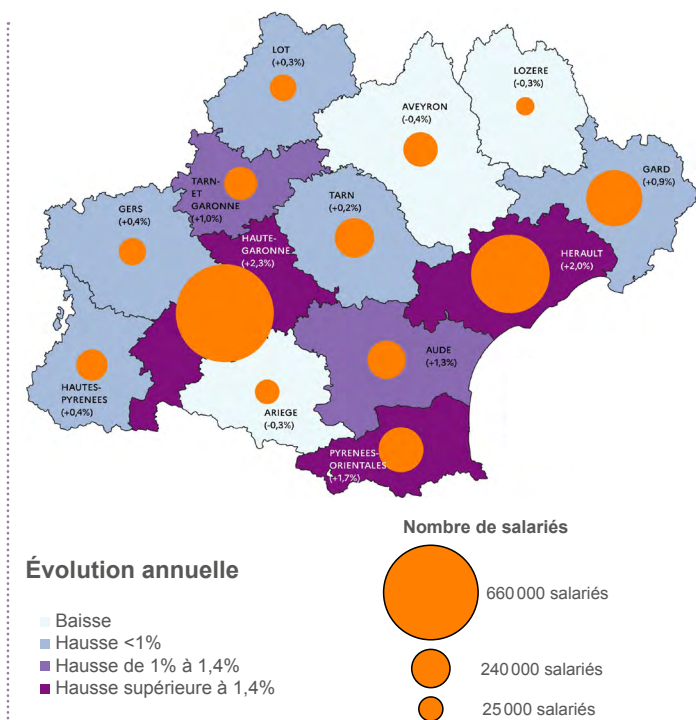 LOT
(+0,3%)
LOZERE
(-0,3%)
AVEYRON
(-0,4%)
GARD
(+0,9%)
TARN-
ET
GARONNE
(+1,0%)
TARN
(+0,2%)
GERS
(+0,4%)
HAUTE-
GARONNE
(+2,3%)
HERAULT
(+2,0%)
AUDE
(+1,3%)
HAUTES-
PYRENEES
(+0,4%)
ARIEGE
(-0,3%)
PYRENEES-
ORIENTALES
(+1,7%)
Nombre de salariés
660 000 salariés
240 000 salariés
25 000 salariés
Évolution annuelle
Baisse
Hausse <1%
Hausse de 1% à 1,4%
Hausse supérieure à 1,4%